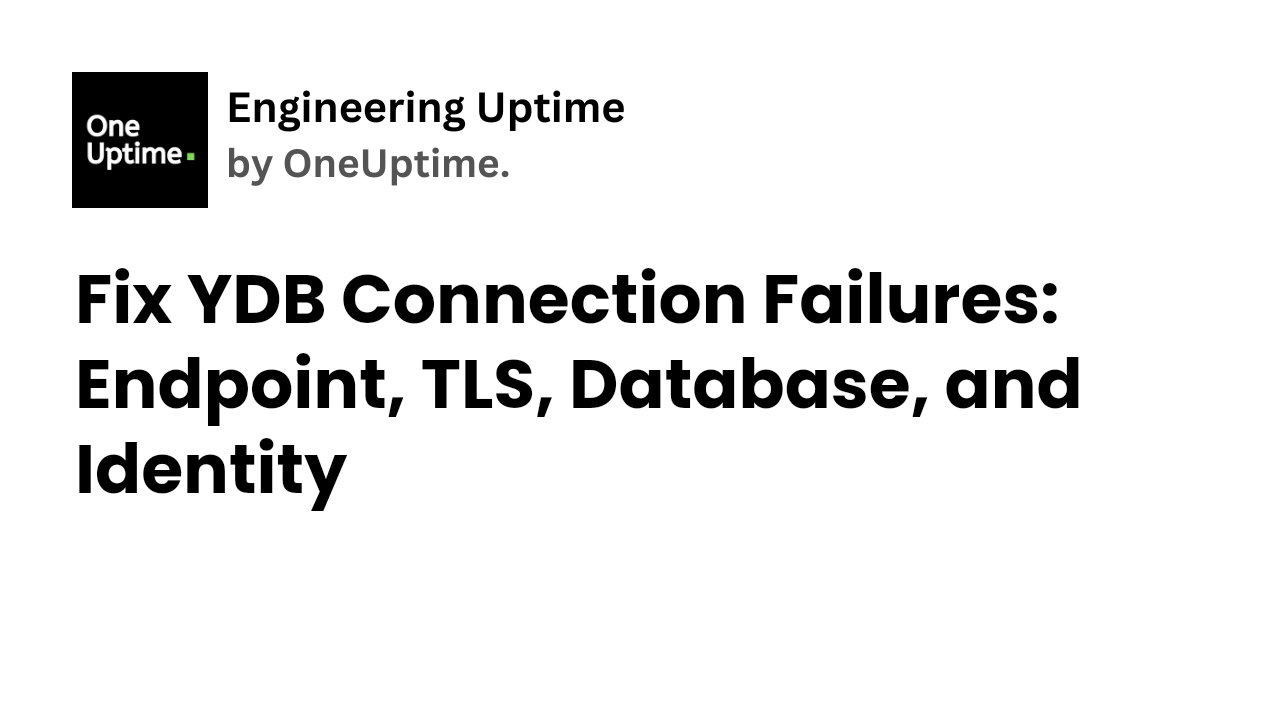 One
Uptime
Engineering Uptime
by OneUptime.
Fix YDB Connection Failures:
Endpoint, TLS, Database, and
Identity